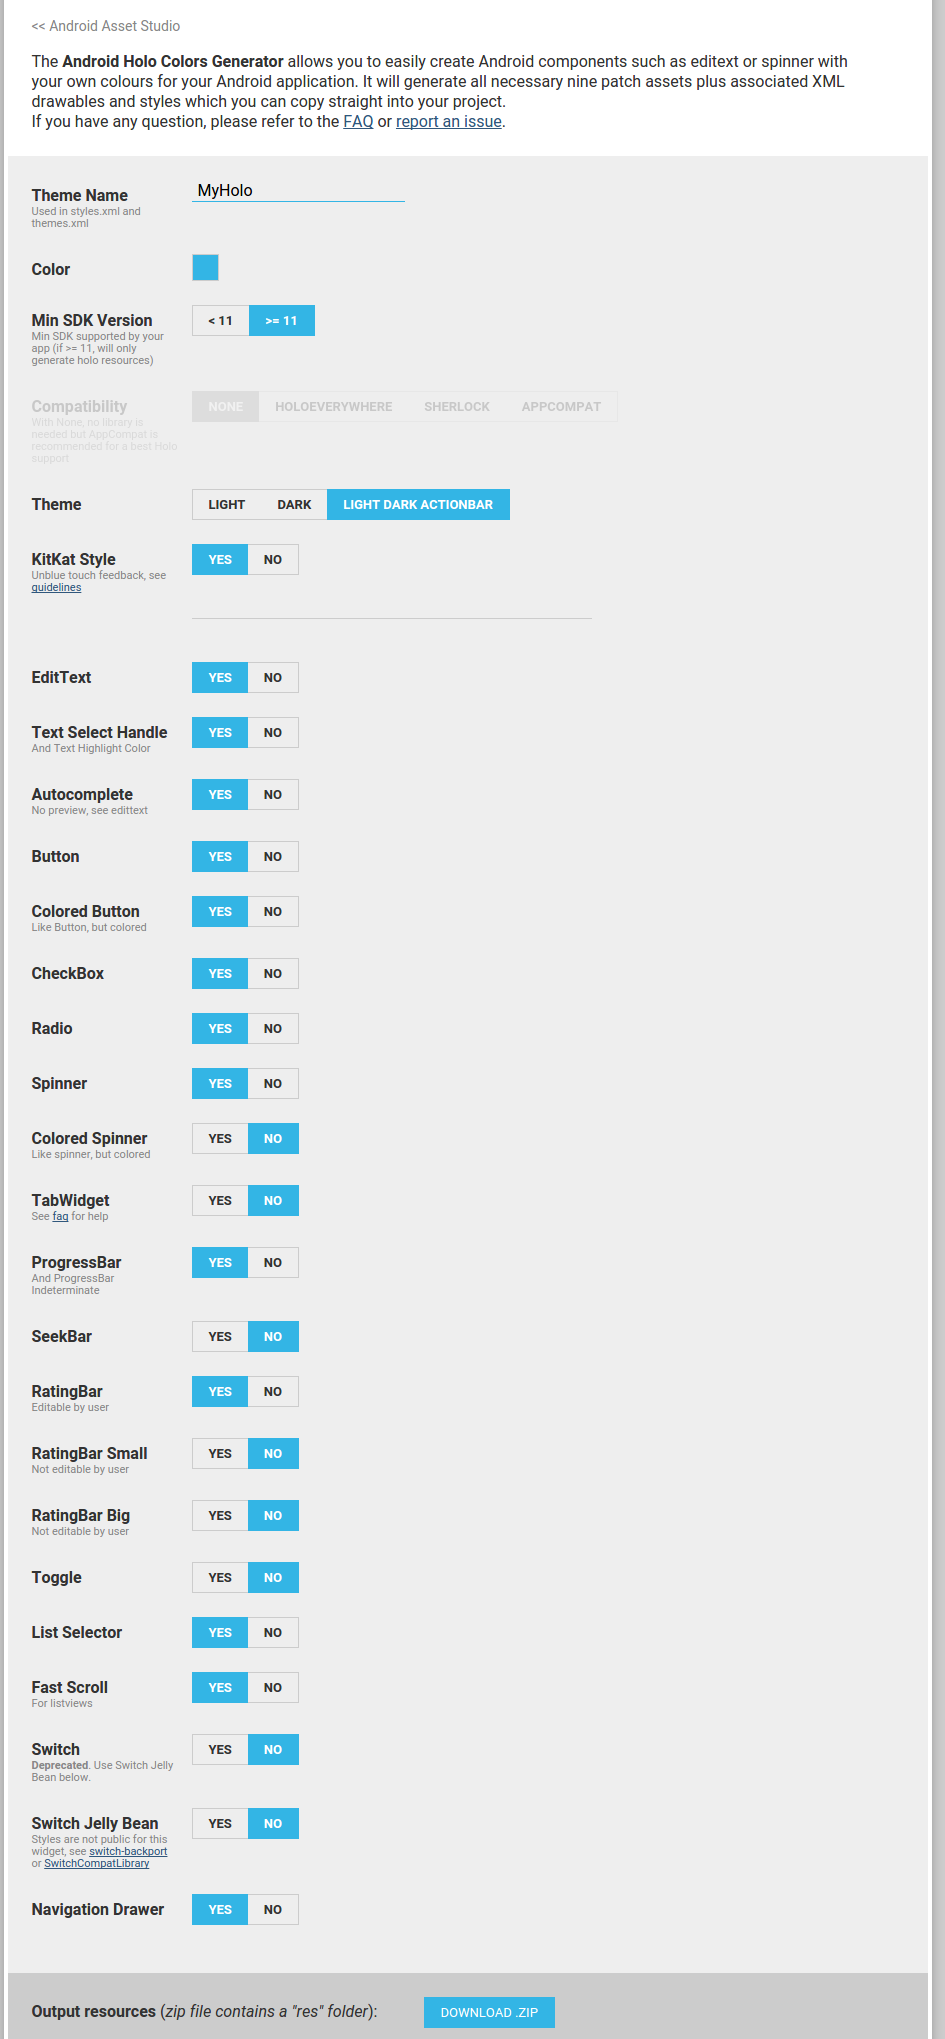 << Android Asset Studio
The Android Holo Colors Generator allows you to easily create Android components such as editext or spinner with
your own colours for your Android application. It will generate all necessary nine patch assets plus associated XML
drawables and styles which you can copy straight into your project.
If you have any question, please refer to the FAQ or report an issue.
Theme Name
MyHolo
Used in styles.xml and
themes.xml
Color
Min SDK Version
< 11 >= 11
Min SDK supported by your
app (if >= 11, will only
generate holo resources)
Compatibility
NONE HOLOEVERYWHERE SHERLOCK APPCOMPAT
With None, no library is
needed but AppCompat is
recommended for a best Holo
support
Theme
LIGHT DARK LIGHT DARK ACTIONBAR
KitKat Style
YES NO
Unblue touch feedback, see
guidelines
EditText
YES NO
Text Select Handle
YES NO
And Text Highlight Color
Autocomplete
YES NO
No preview, see edittext
Button
YES NO
Colored Button
YES NO
Like Button, but colored
CheckBox
YES NO
Radio
YES NO
Spinner
YES NO
Colored Spinner
YES NO
Like spinner, but colored
TabWidget
YES NO
See faq for help
ProgressBar
YES NO
And ProgressBar
Indeterminate
SeekBar
YES NO
RatingBar
YES NO
Editable by user
RatingBar Small
YES NO
Not editable by user
RatingBar Big
YES NO
Not editable by user
Toggle
YES NO
List Selector
YES NO
Fast Scroll
YES NO
For listviews
Switch
YES NO
Deprecated. Use Switch Jelly
Bean below.
Switch Jelly Bean
YES NO
Styles are not public for this
widget, see switch-backport
or SwitchCompatLibrary
Navigation Drawer
YES NO
Output resources (zip file contains a "res" folder):
DOWNLOAD .ZIP